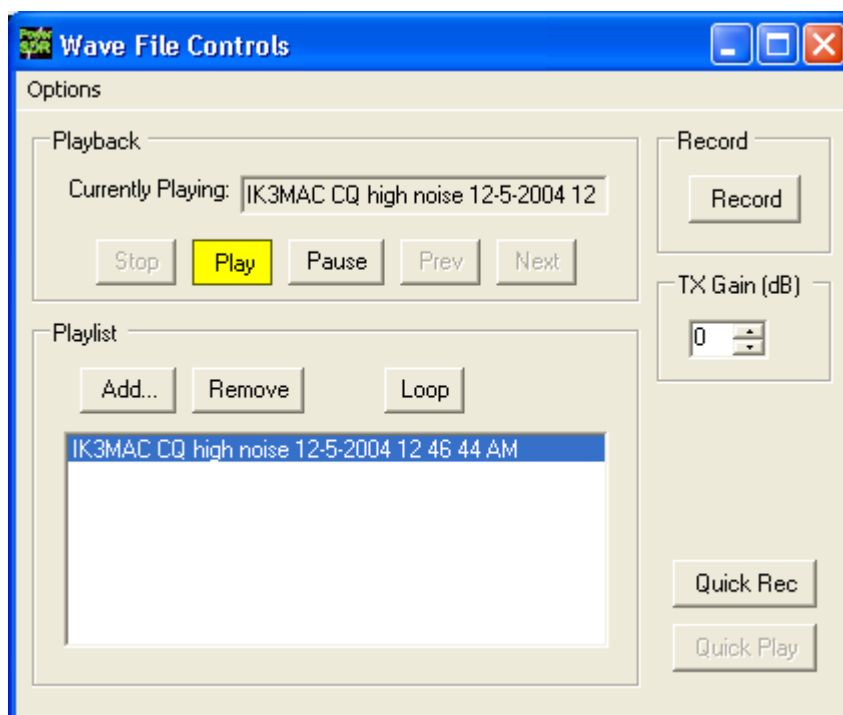 Power SDR
Wave File Controls
Options
Playback
Currently Playing: IK3MAC CQ high noise 12-5-2004 12
Stop Play Pause Prev Next
Record
Record
TX Gain (dB)
0
Playlist
Add... Remove Loop
IK3MAC CQ high noise 12-5-2004 12 46 44 AM
Quick Rec
Quick Play